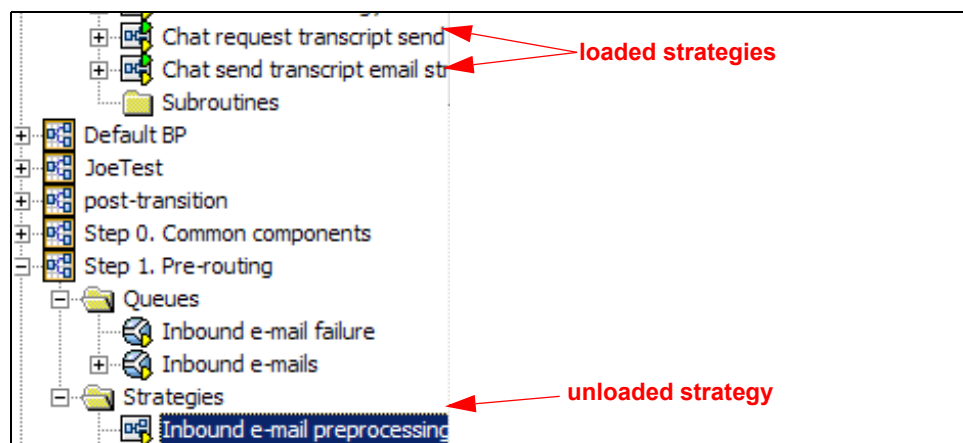 Chat request transcript send
loaded strategies
Chat send transcript email str
Subroutines
Default BP
JoeTest
post-transition
Step 0. Common components
Step 1. Pre-routing
Queues
Inbound e-mail failure
Inbound e-mails
Strategies
unloaded strategy
Inbound e-mail preprocessing